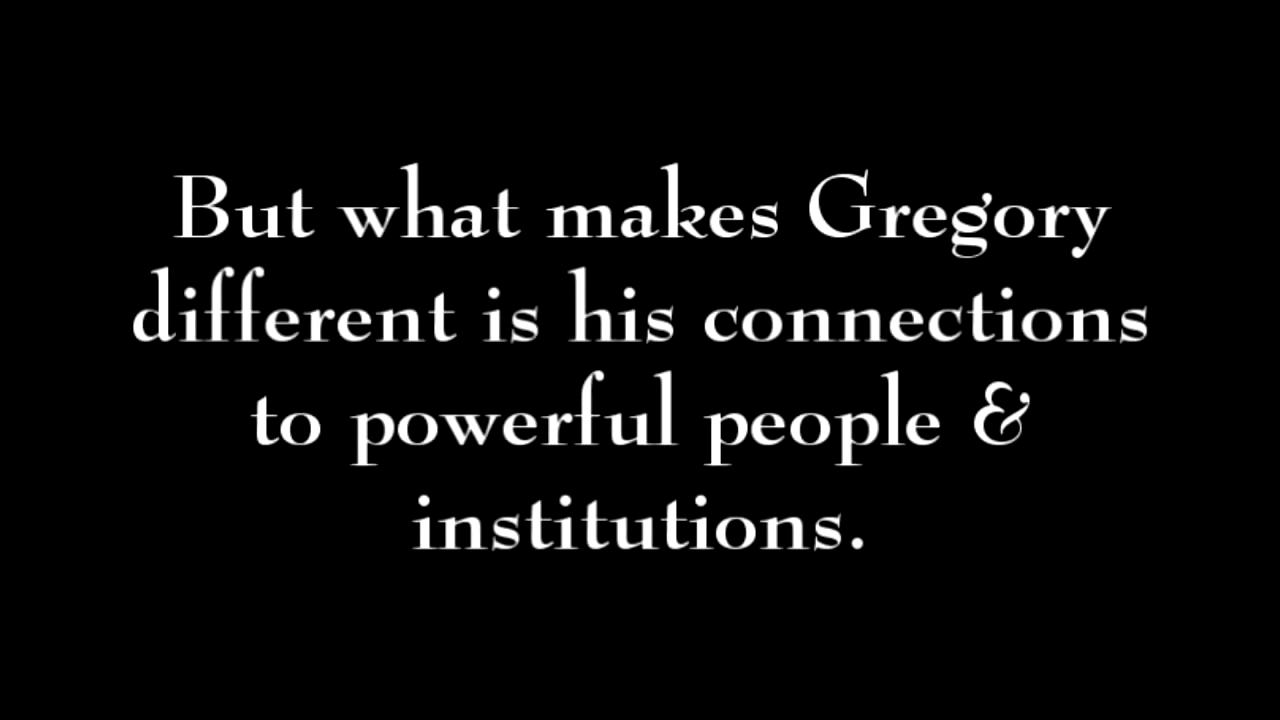 But what makes Gregory
different is his connections
to powerful people &
institutions.